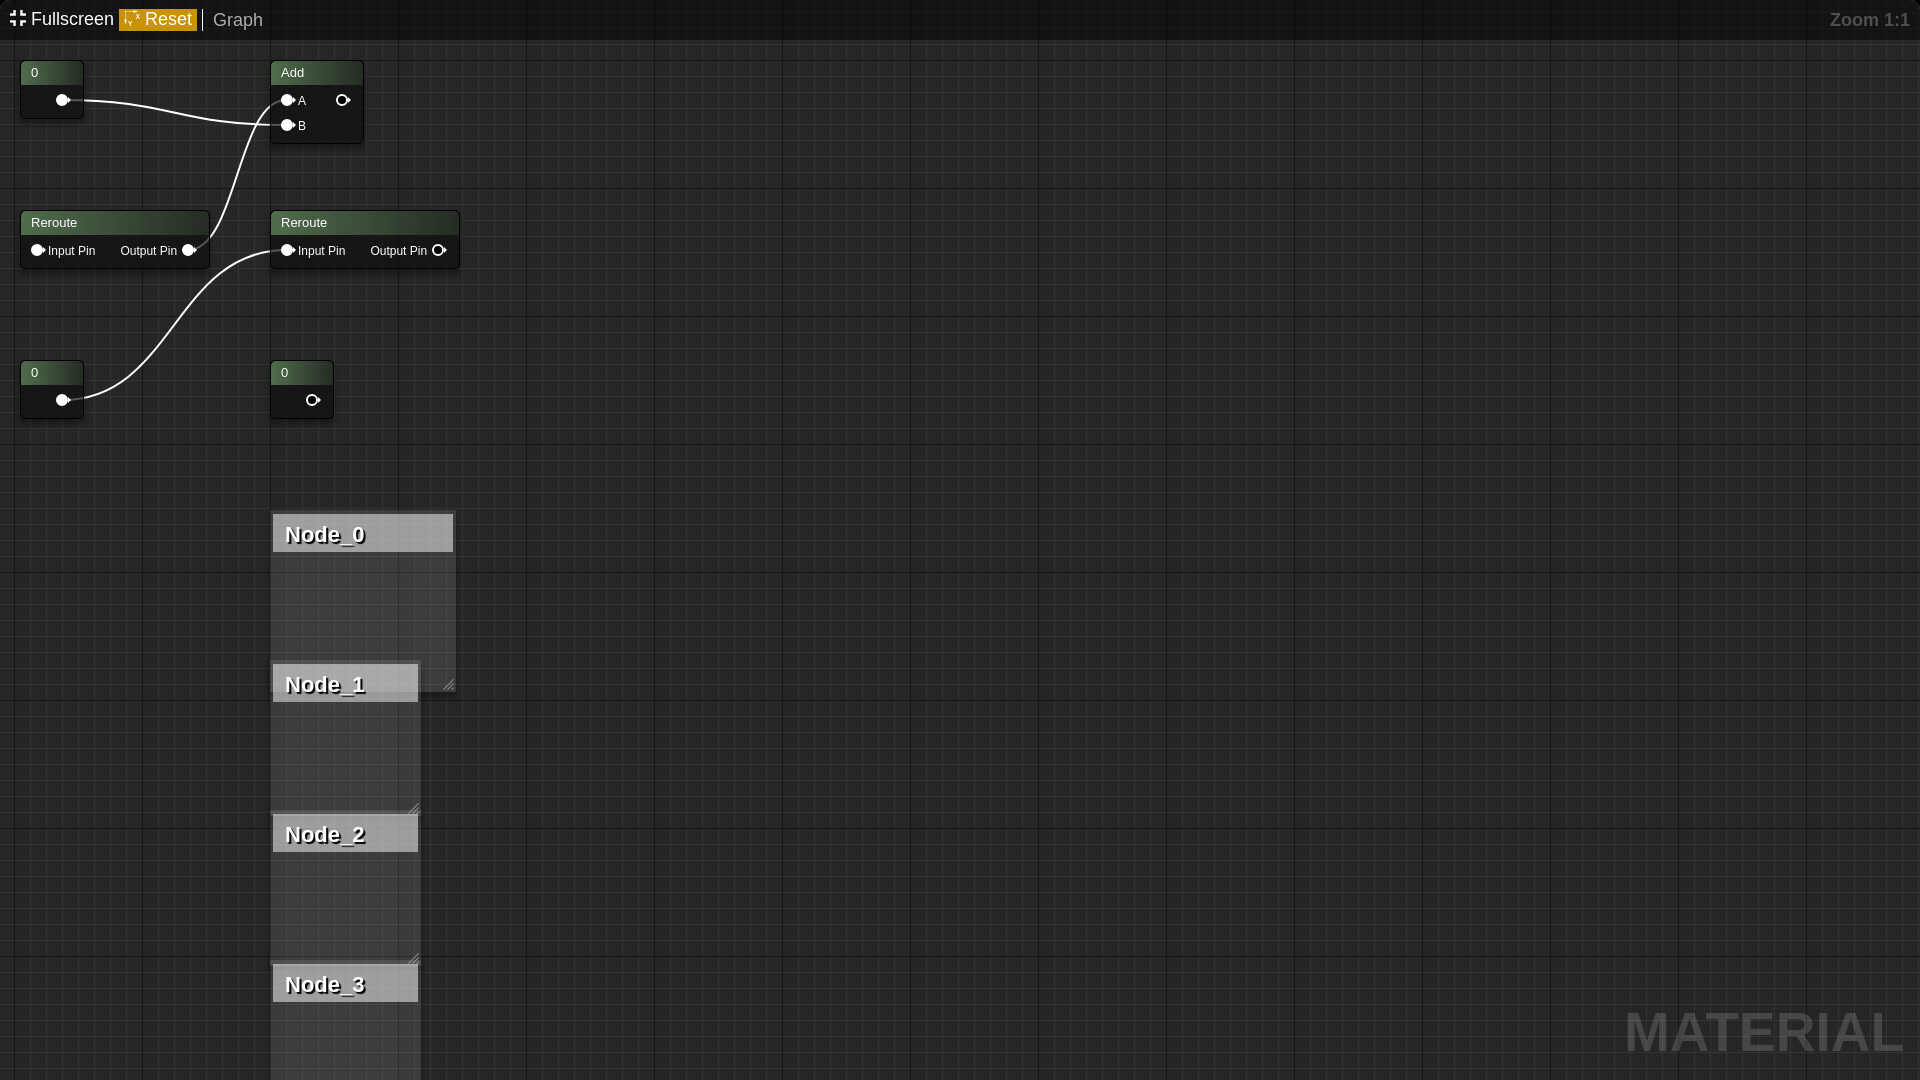 Fullscreen Reset Graph Zoom 1:1
0 Add
A
B
Reroute Reroute
Input Pin Output Pin Input Pin Output Pin
0 0
Node_0
Node_1
Node_2
Node_3
MATERIAL